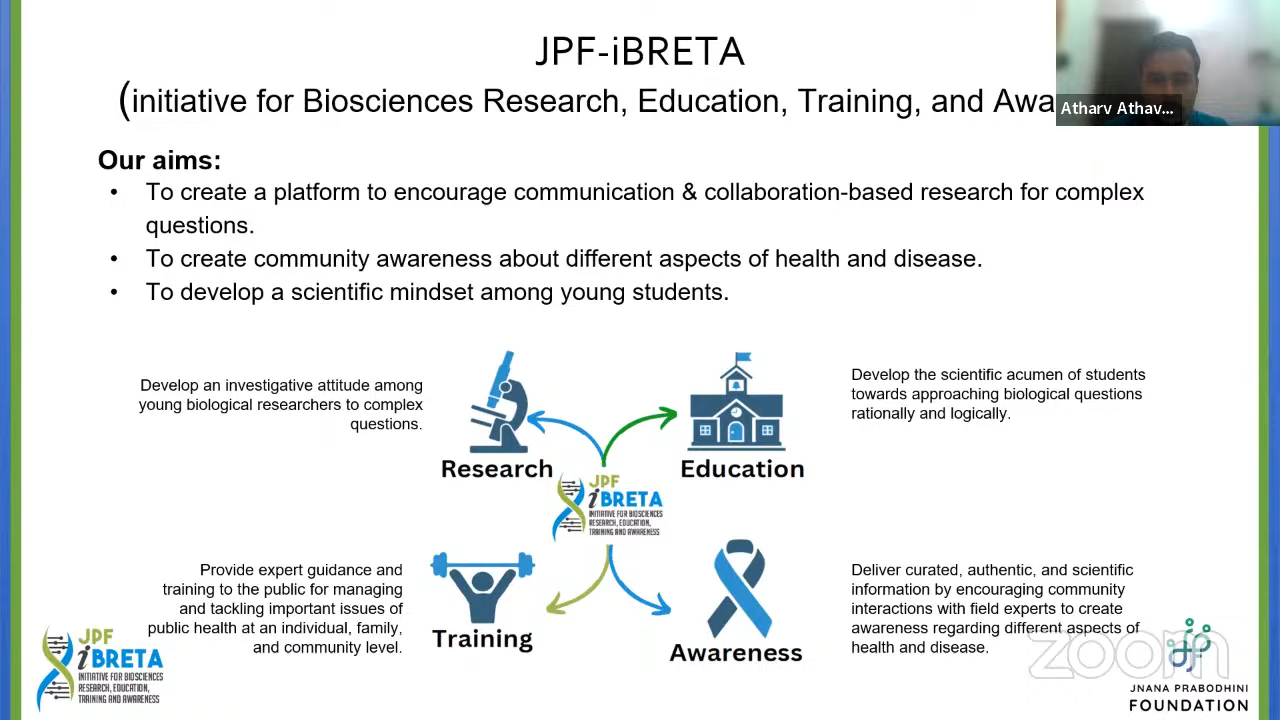 JPF-iBRETA
(initiative for Biosciences Research, Education, Training, and Awa
Atharv Athav...
Our aims:
• To create a platform to encourage communication & collaboration-based research for complex
questions.
• To create community awareness about different aspects of health and disease.
• To develop a scientific mindset among young students.
Develop an investigative attitude among
young biological researchers to complex
questions.
Research
Education
Develop the scientific acumen of students
towards approaching biological questions
rationally and logically.
JPF
iBRETA
INITIATIVE FOR BIOSCIENCES
RESEARCH, EDUCATION,
TRAINING AND AWARENESS
Provide expert guidance and
training to the public for managing
and tackling important issues of
public health at an individual, family,
and community level.
Training
Awareness
Deliver curated, authentic, and scientific
information by encouraging community
interactions with field experts to create
awareness regarding different aspects of
health and disease.
JPF
iBRETA
INITIATIVE FOR BIOSCIENCES
RESEARCH, EDUCATION,
TRAINING AND AWARENESS
zoom
JNANA PRABODHINI
FOUNDATION